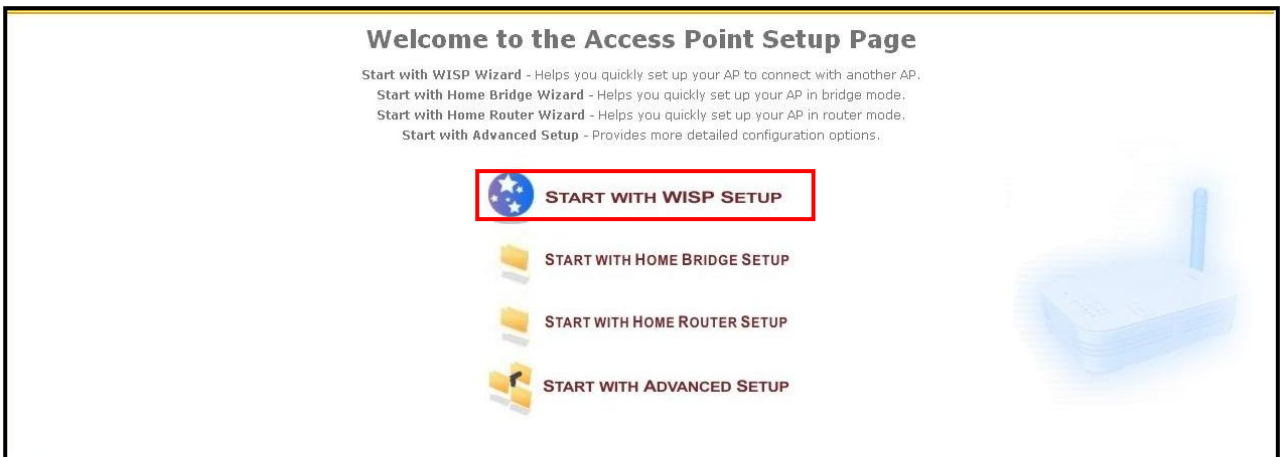 Welcome to the Access Point Setup Page
Start with WISP Wizard - Helps you quickly set up your AP to connect with another AP.
Start with Home Bridge Wizard - Helps you quickly set up your AP in bridge mode.
Start with Home Router Wizard - Helps you quickly set up your AP in router mode.
Start with Advanced Setup - Provides more detailed configuration options.
START WITH WISP SETUP
START WITH HOME BRIDGE SETUP
START WITH HOME ROUTER SETUP
START WITH ADVANCED SETUP